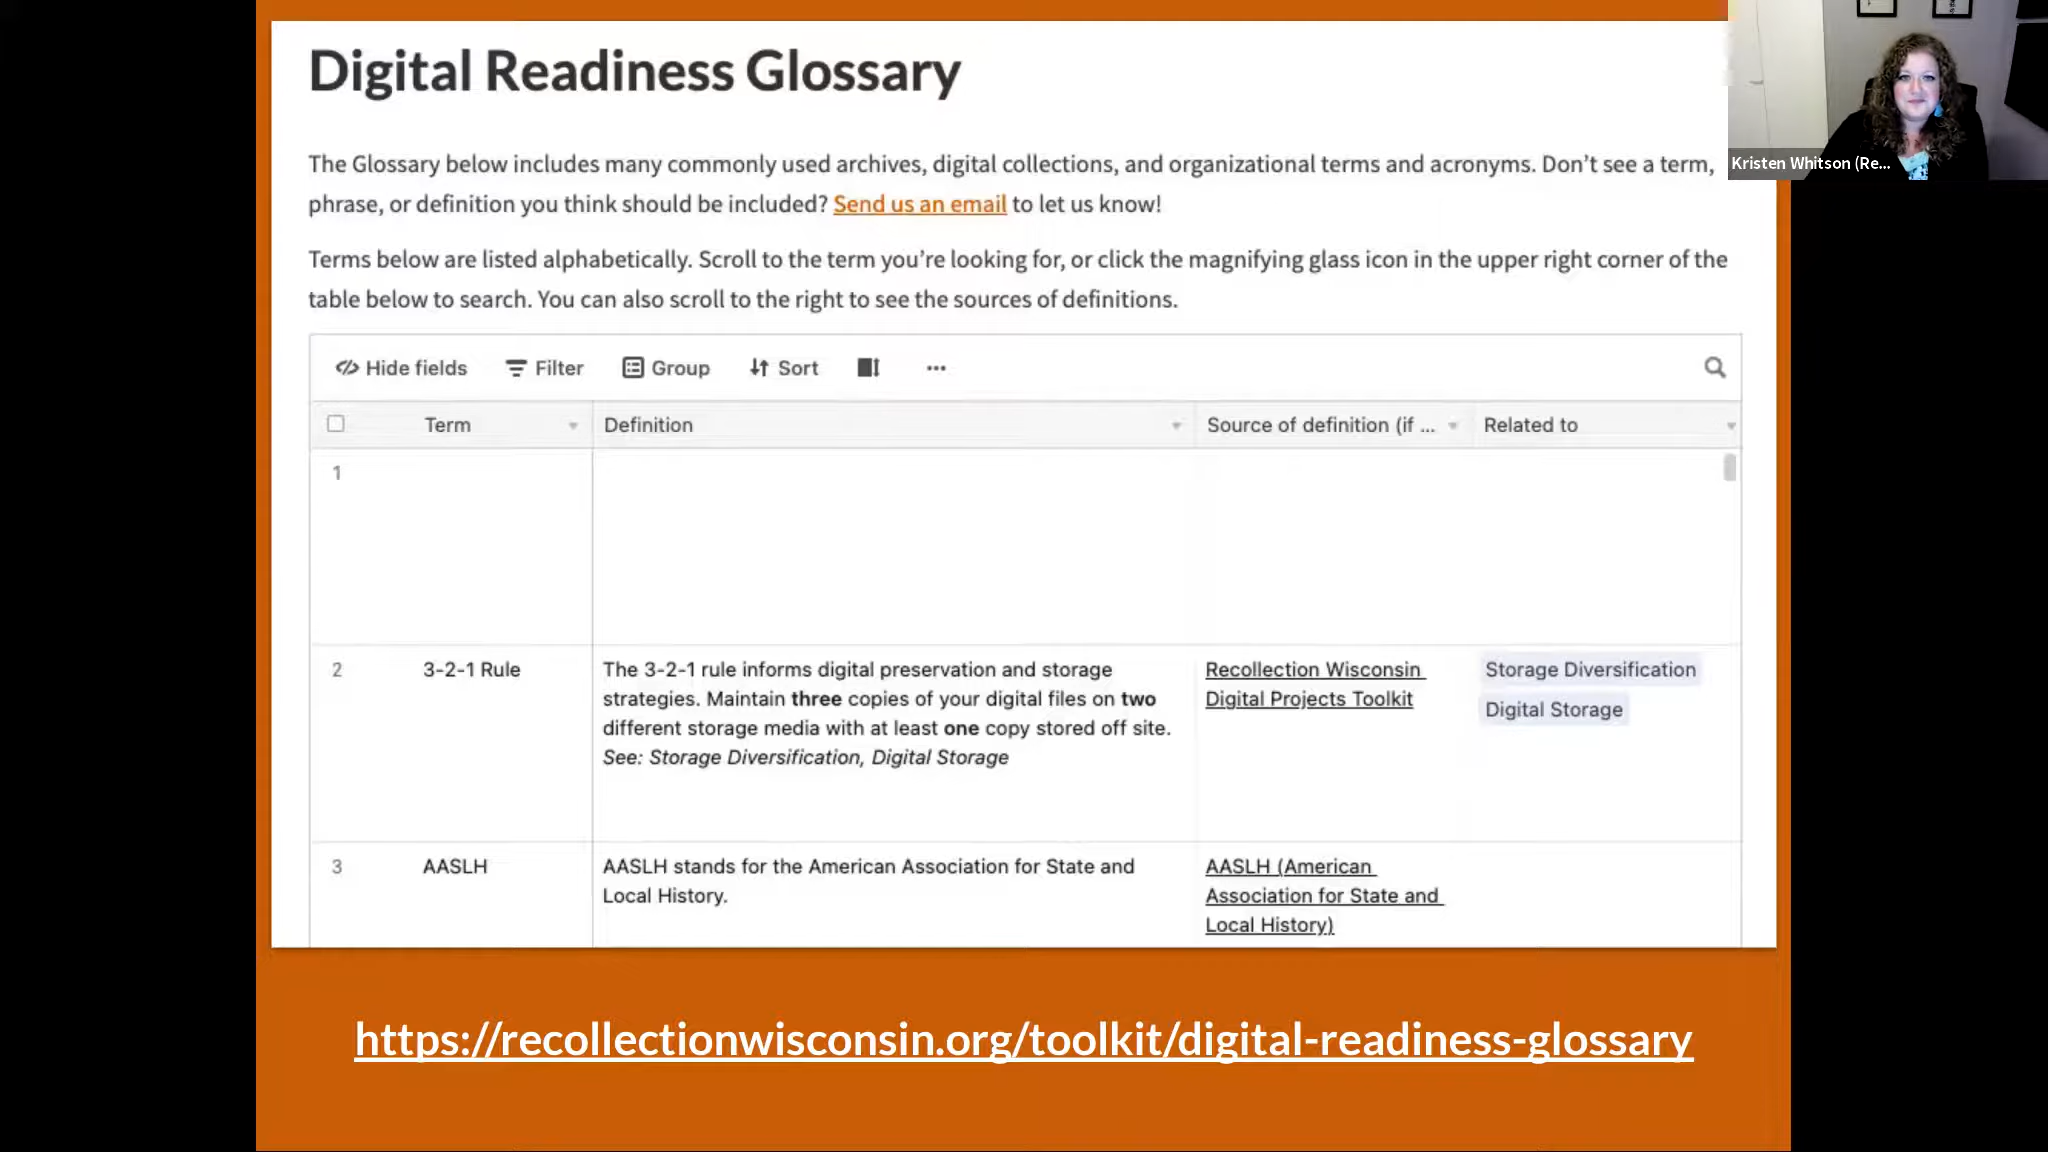 Digital Readiness Glossary
Kristen Whitson (Re...
The Glossary below includes many commonly used archives, digital collections, and organizational terms and acronyms. Don't see a term,
phrase, or definition you think should be included? Send us an email to let us know!
Terms below are listed alphabetically. Scroll to the term you're looking for, or click the magnifying glass icon in the upper right corner of the
table below to search. You can also scroll to the right to see the sources of definitions.
Hide fields Filter Group Sort ...
Term Definition Source of definition (if ... Related to
1
2 3-2-1 Rule The 3-2-1 rule informs digital preservation and storage Recollection Wisconsin Storage Diversification
strategies. Maintain three copies of your digital files on two Digital Projects Toolkit Digital Storage
different storage media with at least one copy stored off site.
See: Storage Diversification, Digital Storage
3 AASLH AASLH stands for the American Association for State and AASLH (American
Local History. Association for State and
Local History)
https://recollectionwisconsin.org/toolkit/digital-readiness-glossary